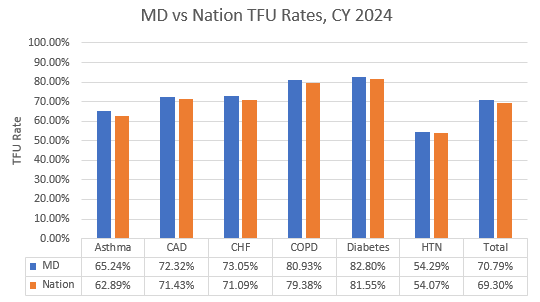 MD vs Nation TFU Rates, CY 2024
100.00%
90.00%
80.00%
70.00%
60.00%
50.00%
40.00%
30.00%
20.00%
10.00%
0.00%
TFU Rate
Asthma CAD CHF COPD Diabetes HTN Total
MD 65.24% 72.32% 73.05% 80.93% 82.80% 54.29% 70.79%
Nation 62.89% 71.43% 71.09% 79.38% 81.55% 54.07% 69.30%